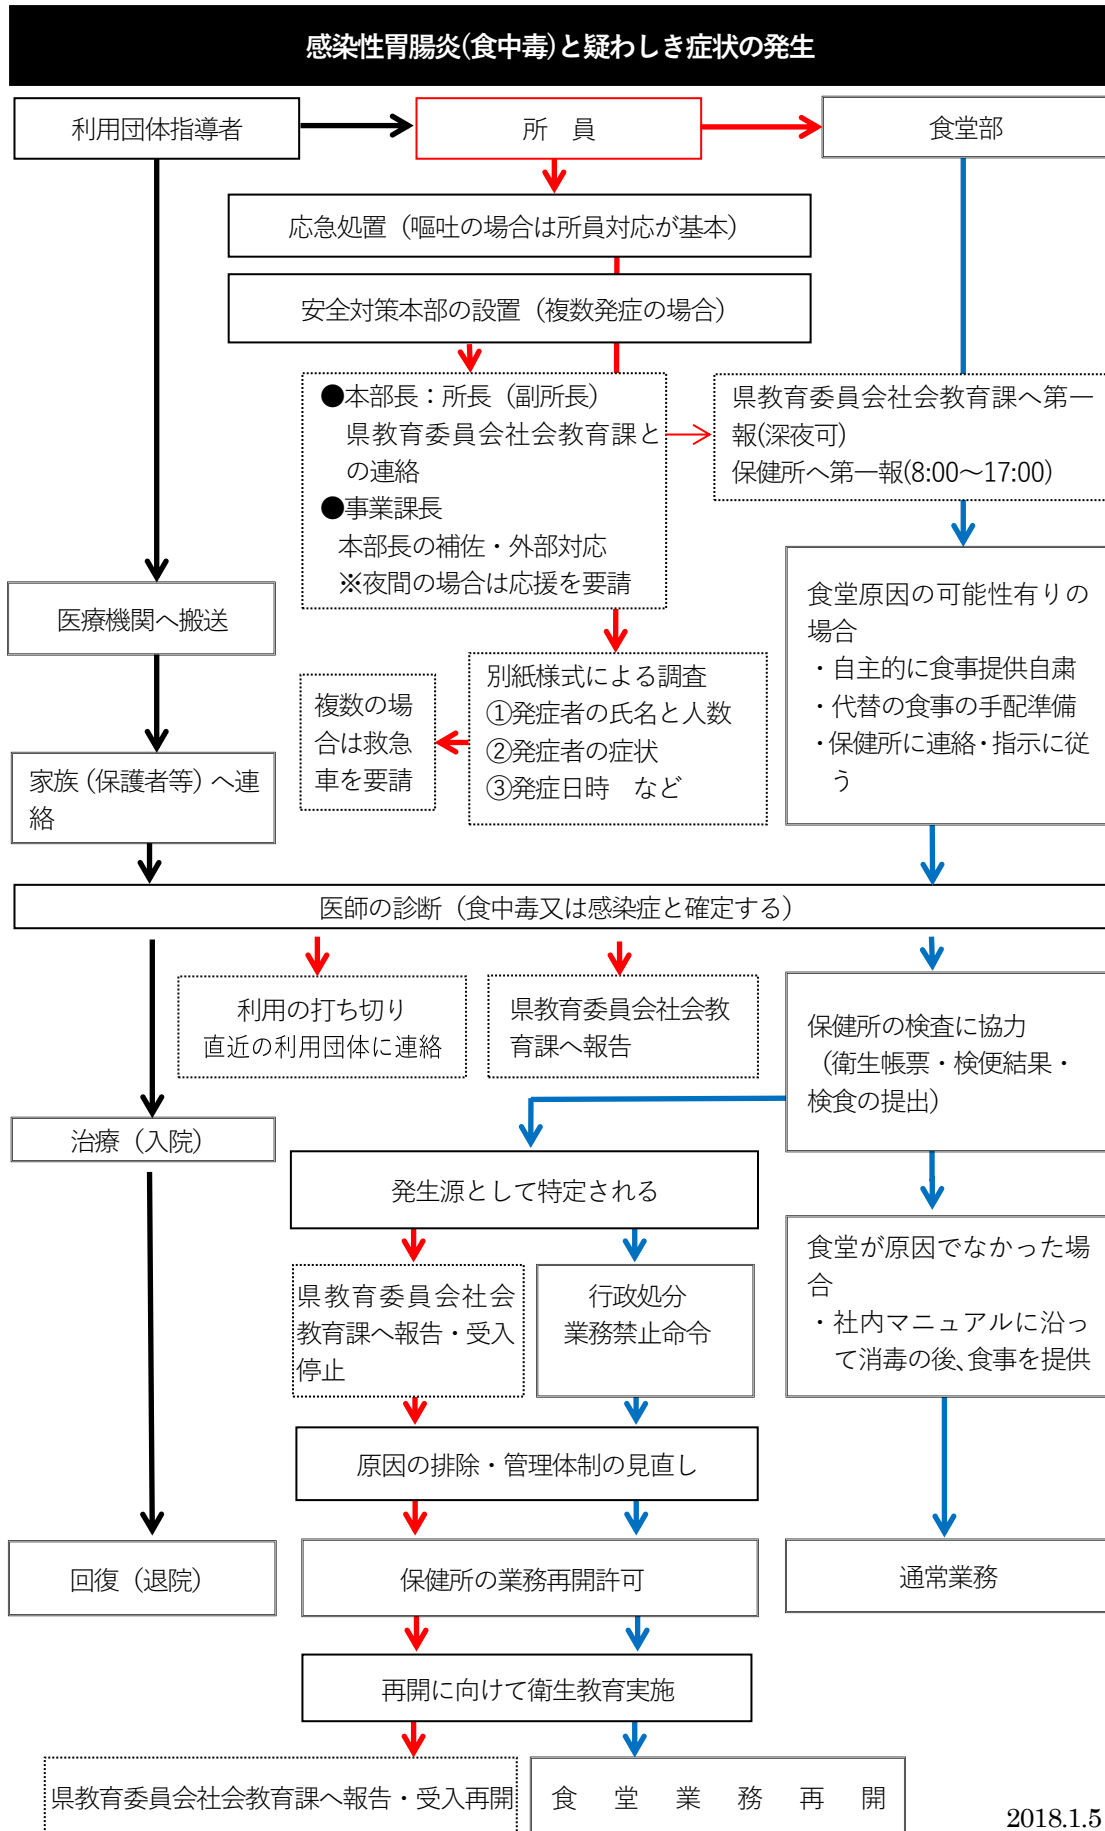 感染性胃腸炎(食中毒)と疑わしき症状の発生
利用団体指導者
所　員
食堂部
応急処置（嘔吐の場合は所員対応が基本）
安全対策本部の設置（複数発症の場合）
●本部長：所長（副所長）
県教育委員会社会教育課と
の連絡
●事業課長
本部長の補佐・外部対応
※夜間の場合は応援を要請
県教育委員会社会教育課へ第一
報(深夜可)
保健所へ第一報(8:00～17:00)
医療機関へ搬送
食堂原因の可能性有りの
場合
・自主的に食事提供自粛
・代替の食事の手配準備
・保健所に連絡・指示に従
う
別紙様式による調査
①発症者の氏名と人数
②発症者の症状
③発症日時　など
複数の場
合は救急
車を要請
家族（保護者等）へ連
絡
医師の診断（食中毒又は感染症と確定する）
利用の打ち切り
直近の利用団体に連絡
県教育委員会社会教
育課へ報告
保健所の検査に協力
（衛生帳票・検便結果・
検食の提出）
治療（入院）
発生源として特定される
県教育委員会社会
教育課へ報告・受入
停止
行政処分
業務禁止命令
食堂が原因でなかった場
合
・社内マニュアルに沿っ
て消毒の後、食事を提供
原因の排除・管理体制の見直し
回復（退院）
保健所の業務再開許可
通常業務
再開に向けて衛生教育実施
県教育委員会社会教育課へ報告・受入再開
食　堂　業　務　再　開
2018.1.5